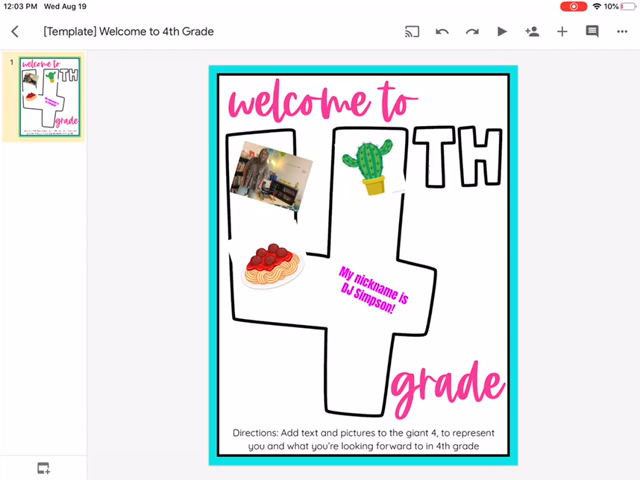 12:03 PM Wed Aug 19
10%
[Template] Welcome to 4th Grade
1
welcome to
4TH
My nickname is
DJ Simpson!
grade
Directions: Add text and pictures to the giant 4, to represent
you and what you're looking forward to in 4th grade